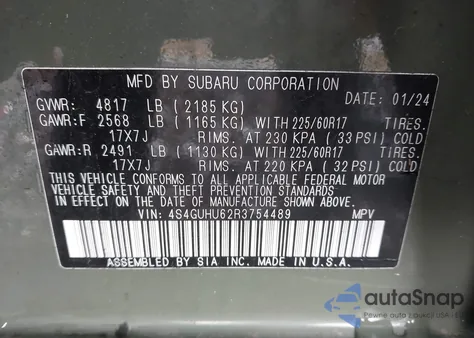 MFD BY SUBARU CORPORATION
GVWR: 4817 LB (2185 KG) DATE: 01/24
GAWR:F 2568 LB (1165 KG) WITH 225/60R17 TIRES.
17X7J RIMS. AT 230 KPA (33 PSI) COLD
GAWR:R 2491 LB (1130 KG) WITH 225/60R17 TIRES.
17X7J RIMS. AT 220 KPA (32 PSI) COLD
THIS VEHICLE CONFORMS TO ALL APPLICABLE FEDERAL MOTOR
VEHICLE SAFETY AND THEFT PREVENTION STANDARDS
IN EFFECT ON THE DATE OF MANUFACTURE SHOWN ABOVE.
VIN: 4S4GUHU62R3754489 MPV
ASSEMBLED BY SIA INC. MADE IN U.S.A.
autoSnap
Pewne auto z aukcji USA i